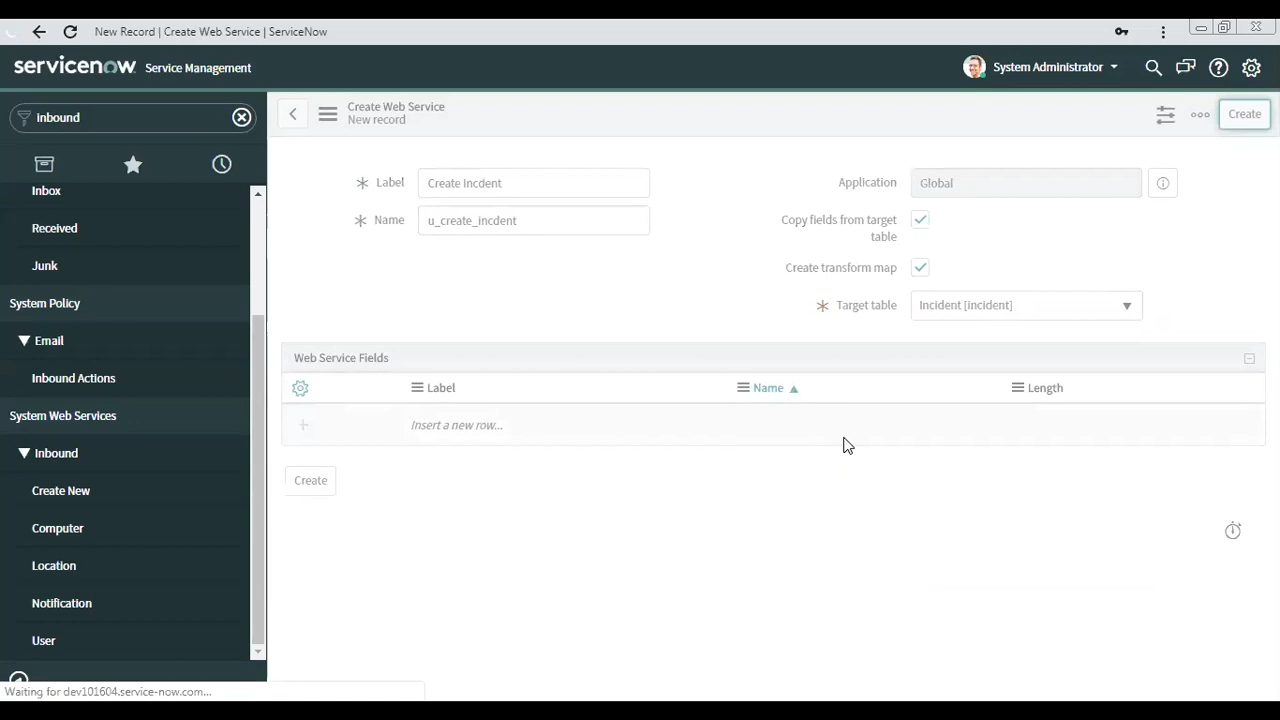 New Record | Create Web Service | ServiceNow
servicenow Service Management
System Administrator
inbound
Inbox
Received
Junk
System Policy
Email
Inbound Actions
System Web Services
Inbound
Create New
Computer
Location
Notification
User
Waiting for dev101604.service-now.com...
Create Web Service
New record
Create
Label
Create Incdent
Name
u_create_incdent
Application
Global
Copy fields from target
table
Create transform map
Target table
Incident [incident]
Web Service Fields
Label Name Length
Insert a new row...
Create